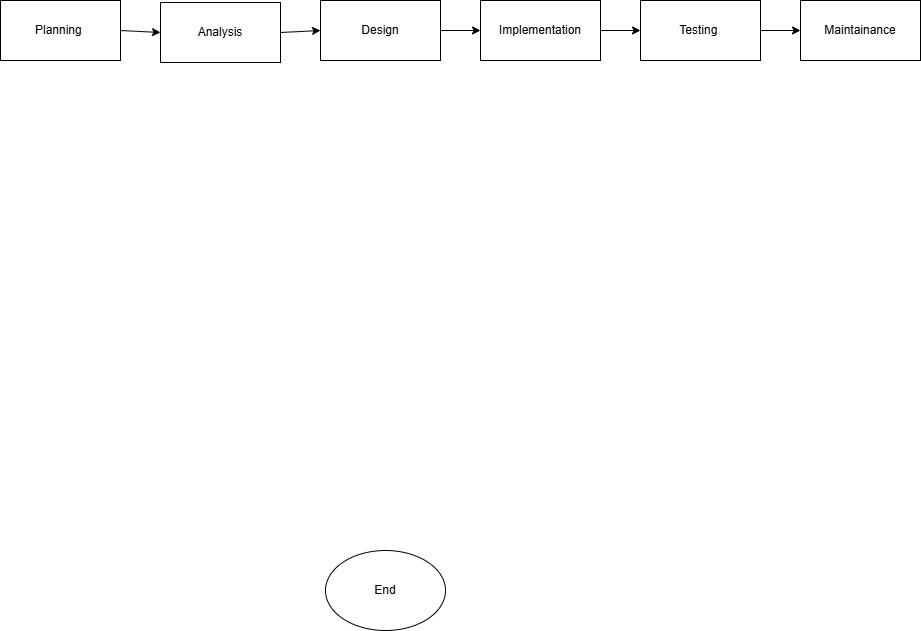 Planning
Analysis
Design
Implementation
Testing
Maintainance
End